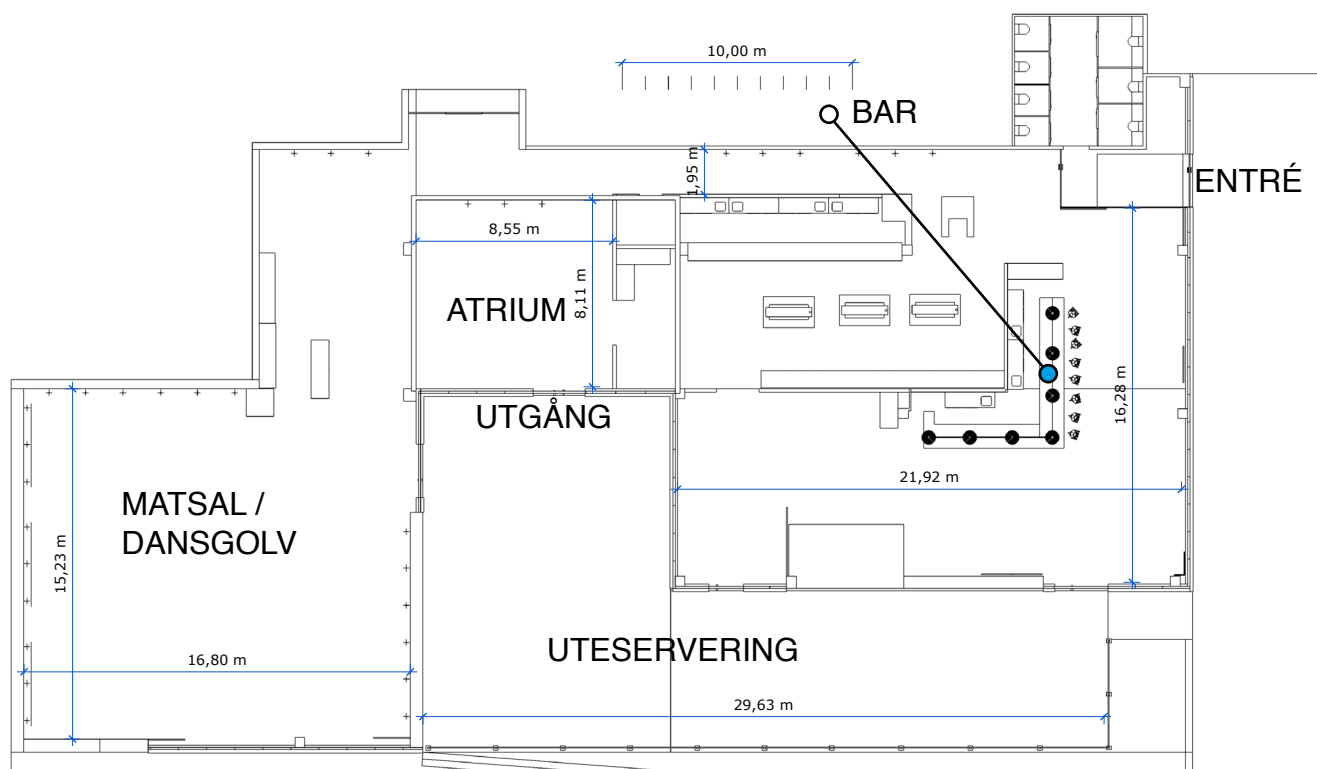 10,00 m
BAR
1,95 m
ENTRÉ
8,55 m
8,11 m
ATRIUM
UTGÅNG
16,28 m
21,92 m
MATSAL /
DANSGOLV
15,23 m
UTESERVERING
16,80 m
29,63 m